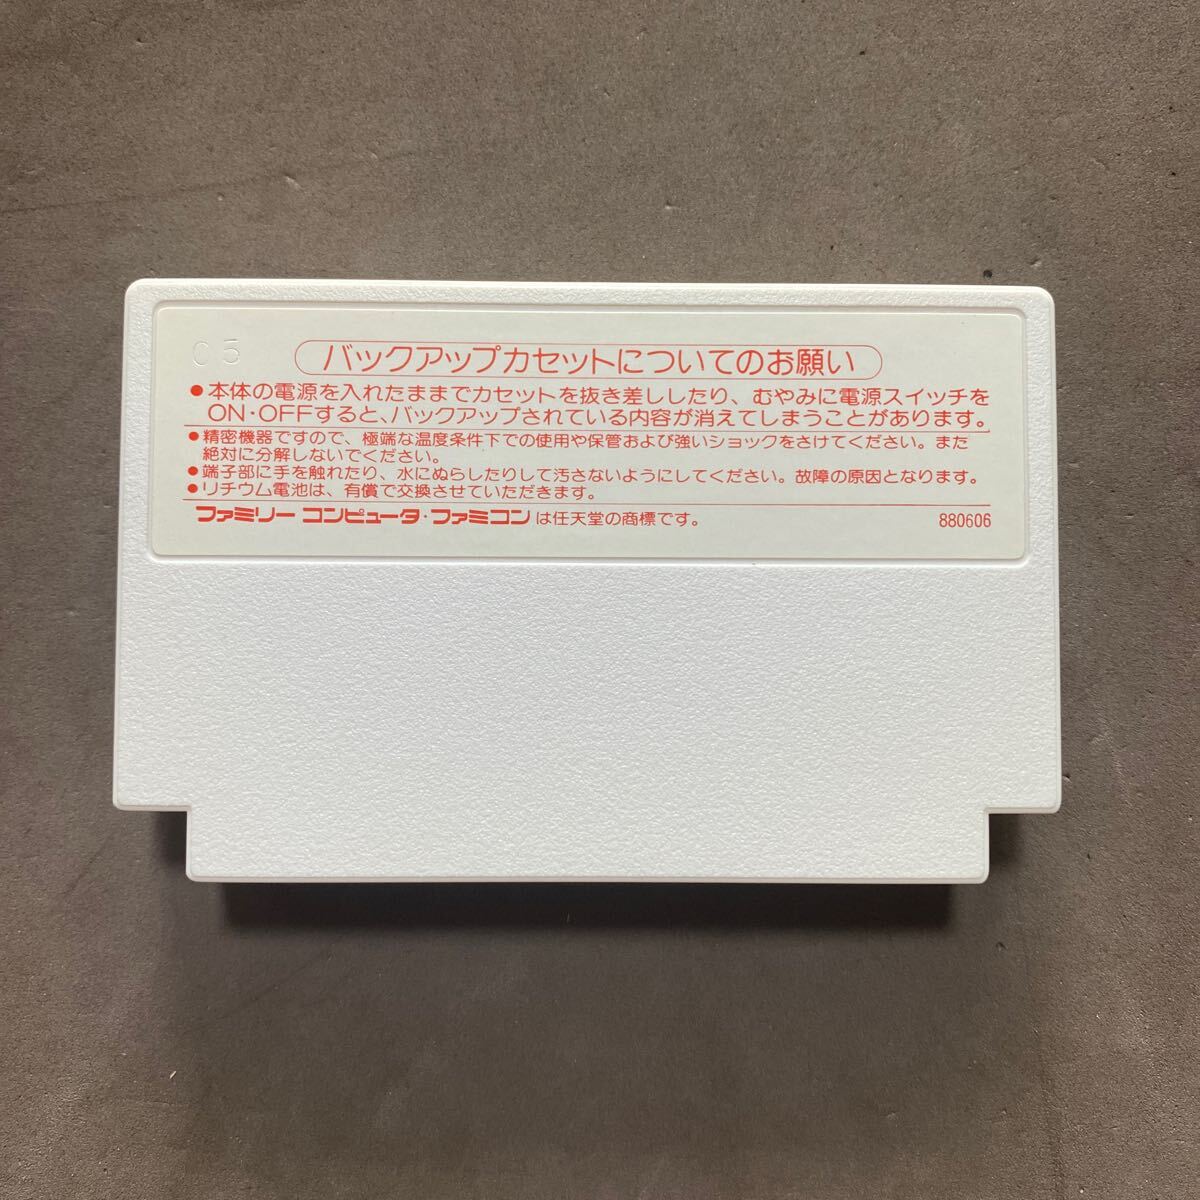 C5
バックアップカセットについてのお願い
●本体の電源を入れたままでカセットを抜き差ししたり、むやみに電源スイッチを
ON・OFFすると、バックアップされている内容が消えてしまうことがあります。
●精密機器ですので、極端な温度条件下での使用や保管および強いショックをさけてください。また
絶対に分解しないでください。
●端子部に手を触れたり、水にぬらしたりして汚さないようにしてください。故障の原因となります。
●リチウム電池は、有償で交換させていただきます。
ファミリー コンピュータ・ファミコン は任天堂の商標です。 880606